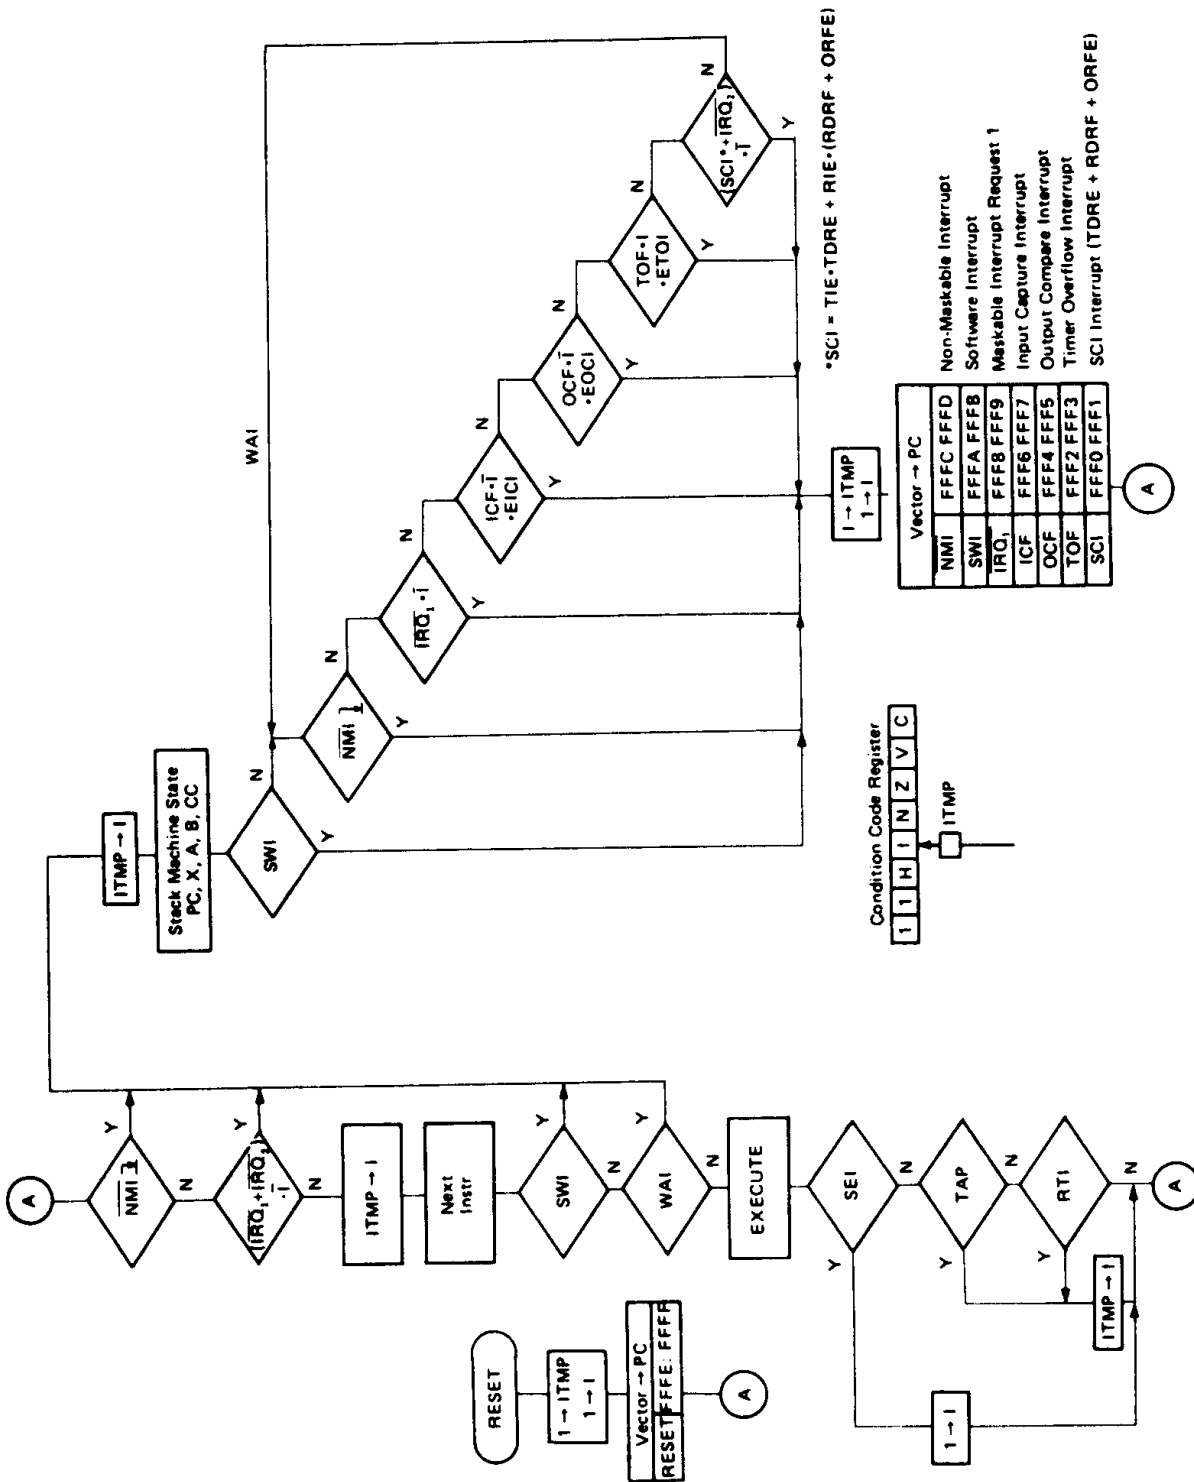 A
NMI
Y
N
(IRQ₁+IRQ₂)
·I
Y
N
ITMP → I
Next
Instr
SWI
Y
N
WAI
Y
N
EXECUTE
SEI
Y
N
TAP
Y
N
RTI
Y
N
ITMP → I
1 → I
A
RESET
1 → ITMP
1 → I
Vector → PC
RESET FFFE: FFFF
A
ITMP → I
Stack Machine State
PC, X, A, B, CC
SWI
N
Y
WAI
NMI
N
Y
IRQ₁·I
N
Y
ICF·I
·EICI
N
Y
OCF·I
·EOCI
N
Y
TOF·I
·ETOI
N
Y
(SCI*+IRQ₂)
·I
N
Y
*SCI = TIE·TDRE + RIE·(RDRF + ORFE)
I → ITMP
1 → I
Vector → PC
NMI FFFC FFFD Non-Maskable Interrupt
SWI FFFA FFFB Software Interrupt
IRQ₁ FFF8 FFF9 Maskable Interrupt Request 1
ICF FFF6 FFF7 Input Capture Interrupt
OCF FFF4 FFF5 Output Compare Interrupt
TOF FFF2 FFF3 Timer Overflow Interrupt
SCI FFF0 FFF1 SCI Interrupt (TDRE + RDRF + ORFE)
A
Condition Code Register
1 1 H I N Z V C
ITMP